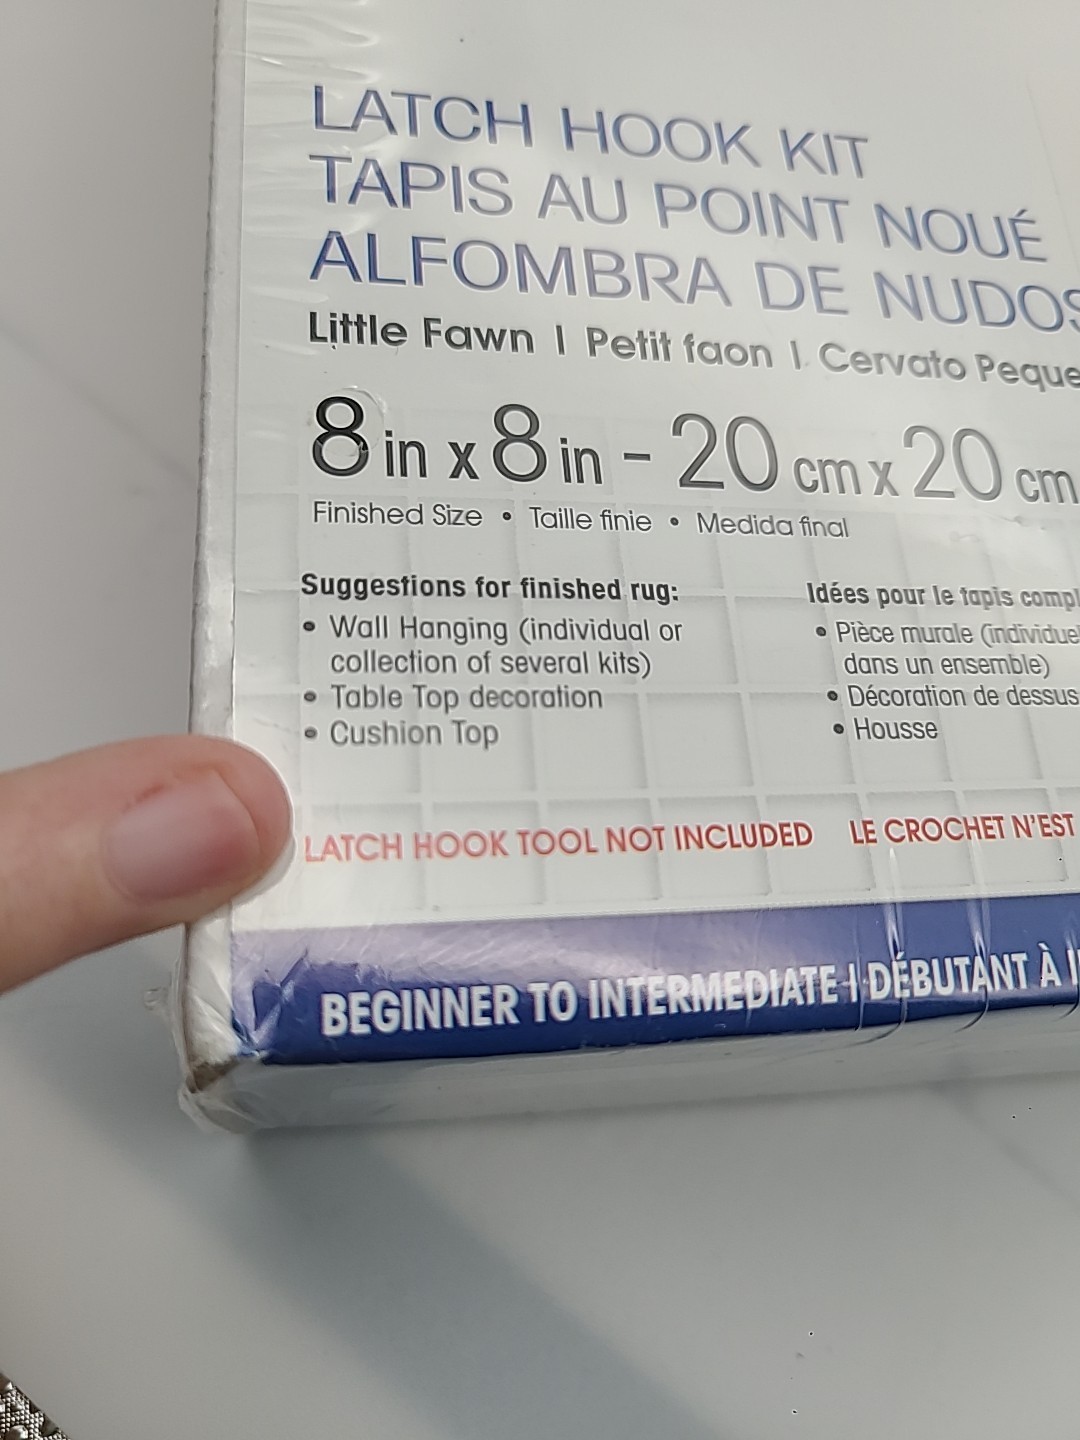 LATCH HOOK KIT
TAPIS AU POINT NOUÉ
ALFOMBRA DE NUDOS
Little Fawn | Petit faon | Cervato Peque
8 in x 8 in - 20 cm x 20 cm
Finished Size • Taille finie • Medida final
Suggestions for finished rug:
• Wall Hanging (individual or
collection of several kits)
• Table Top decoration
• Cushion Top
Idées pour le tapis compl
• Pièce murale (individuel
dans un ensemble)
• Décoration de dessus
• Housse
LATCH HOOK TOOL NOT INCLUDED LE CROCHET N'EST
BEGINNER TO INTERMEDIATE | DÉBUTANT À I